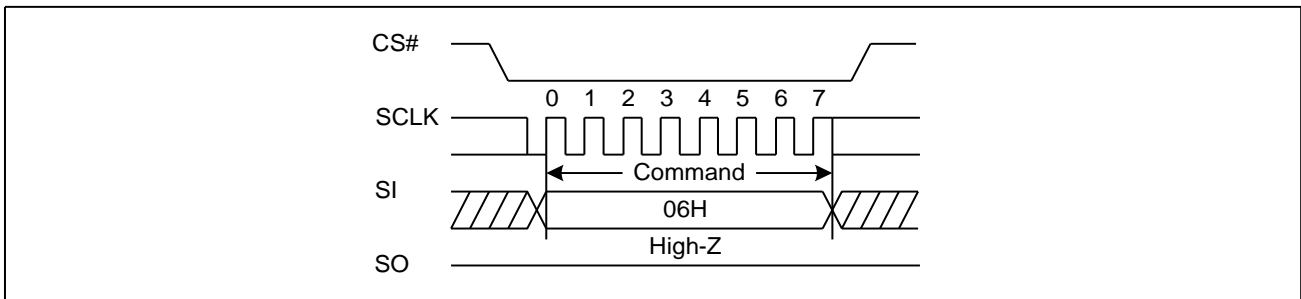 CS#
0 1 2 3 4 5 6 7
SCLK
Command
SI
06H
High-Z
SO